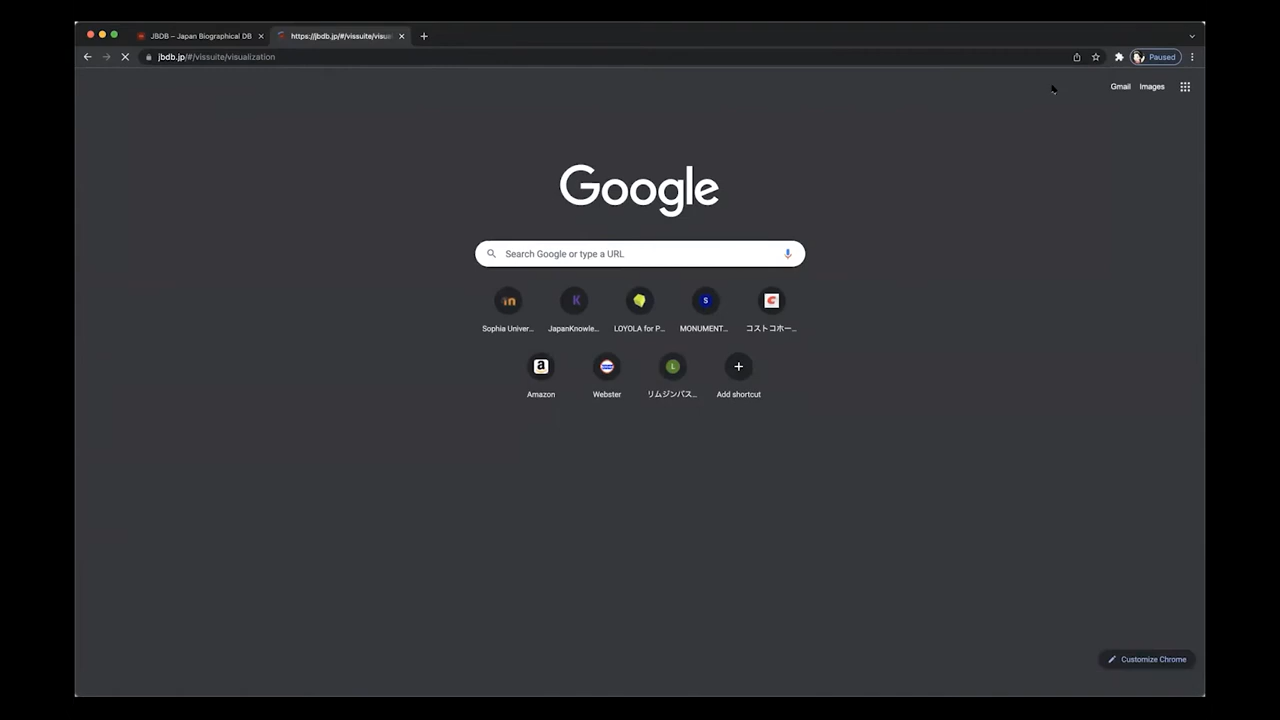 JBDB – Japan Biographical DB
https://jbdb.jp/#/vissuite/visua
jbdb.jp/#/vissuite/visualization
Paused
Gmail
Images
Google
Search Google or type a URL
in
K
S
Sophia Univer...
JapanKnowle...
LOYOLA for P...
MONUMENT...
コストコホー...
a
L
Amazon
Webster
リムジンバス...
Add shortcut
Customize Chrome